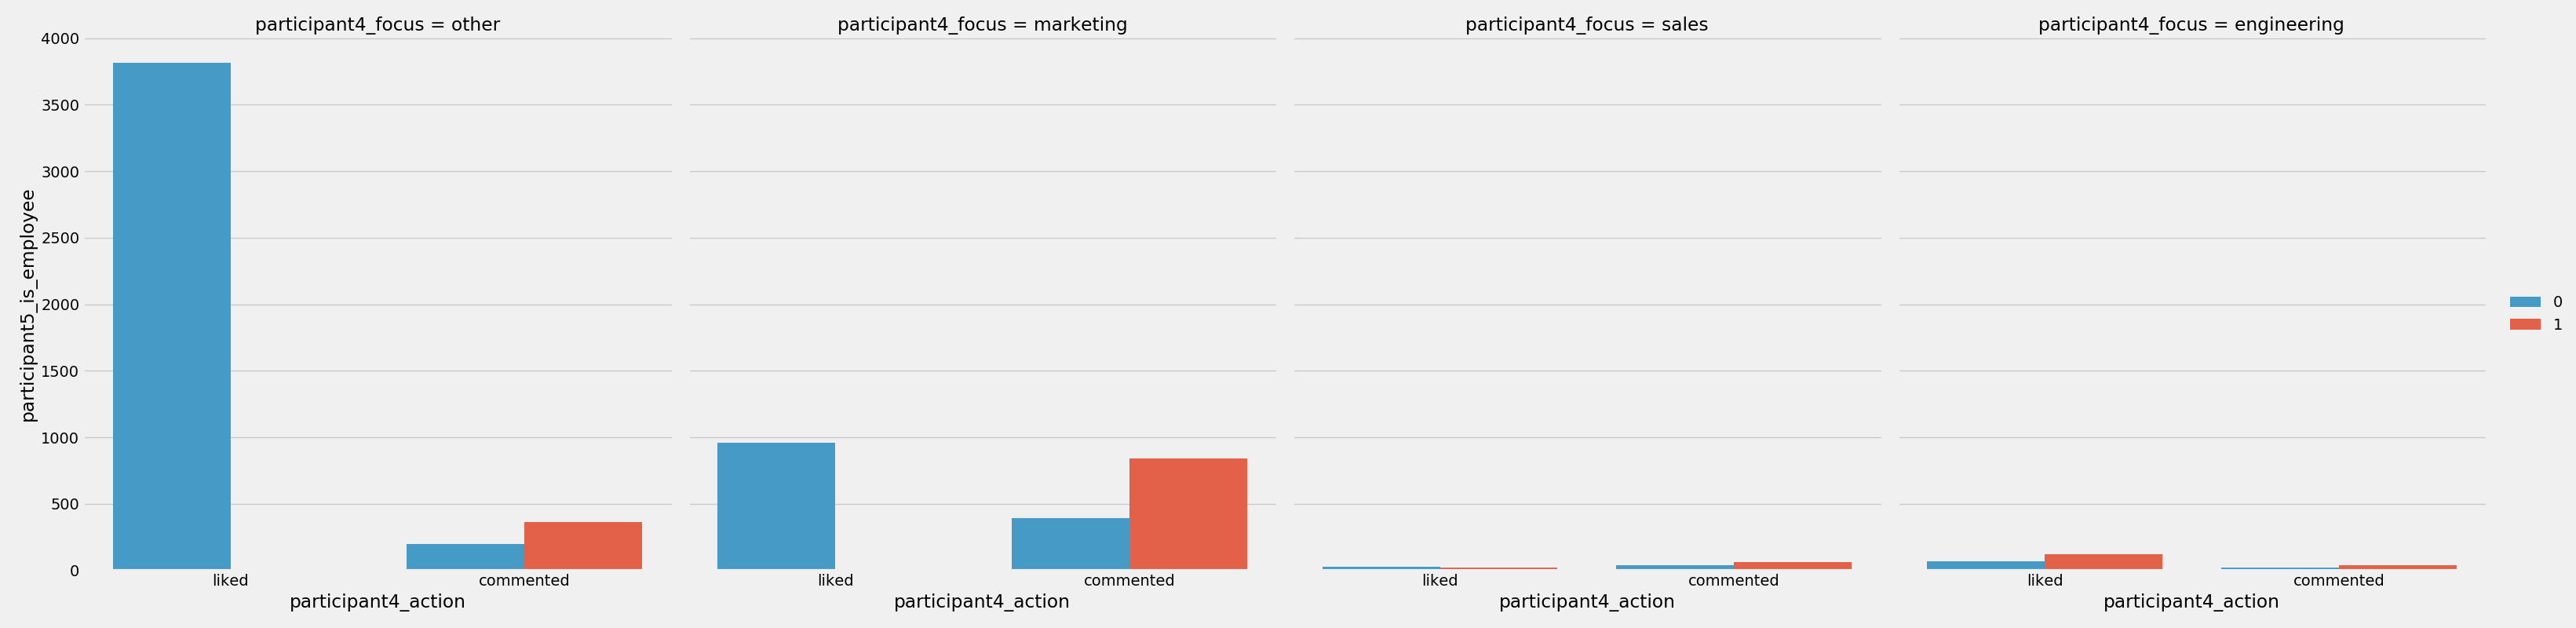 participant4_focus = other
participant4_focus = marketing
participant4_focus = sales
participant4_focus = engineering
participant5_is_employee
4000
3500
3000
2500
2000
1500
1000
500
0
liked
commented
liked
commented
liked
commented
liked
commented
participant4_action
participant4_action
participant4_action
participant4_action
0
1